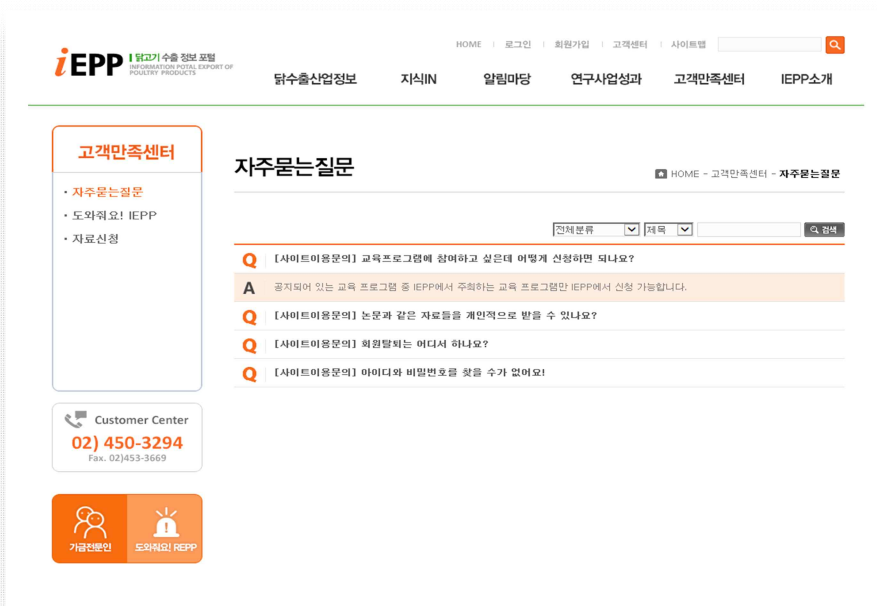 HOME 로그인 회원가입 고객센터 사이트맵
iEPP 닭고기 수출 정보 포털
INFORMATION POTAL EXPORT OF
POULTRY PRODUCTS
닭수출산업정보 지식IN 알림마당 연구사업성과 고객만족센터 IEPP소개
고객만족센터
· 자주묻는질문
· 도와줘요! IEPP
· 자료신청
자주묻는질문
HOME - 고객만족센터 - 자주묻는질문
전체분류 제목 검색
Q [사이트이용문의] 교육프로그램에 참여하고 싶은데 어떻게 신청하면 되나요?
A 공지되어 있는 교육 프로그램 중 IEPP에서 주최하는 교육 프로그램만 IEPP에서 신청 가능합니다.
Q [사이트이용문의] 논문과 같은 자료들을 개인적으로 받을 수 있나요?
Q [사이트이용문의] 회원탈퇴는 어디서 하나요?
Q [사이트이용문의] 아이디와 비밀번호를 찾을 수가 없어요!
Customer Center
02) 450-3294
Fax. 02)453-3669
가금전문인 도와줘요! REPP